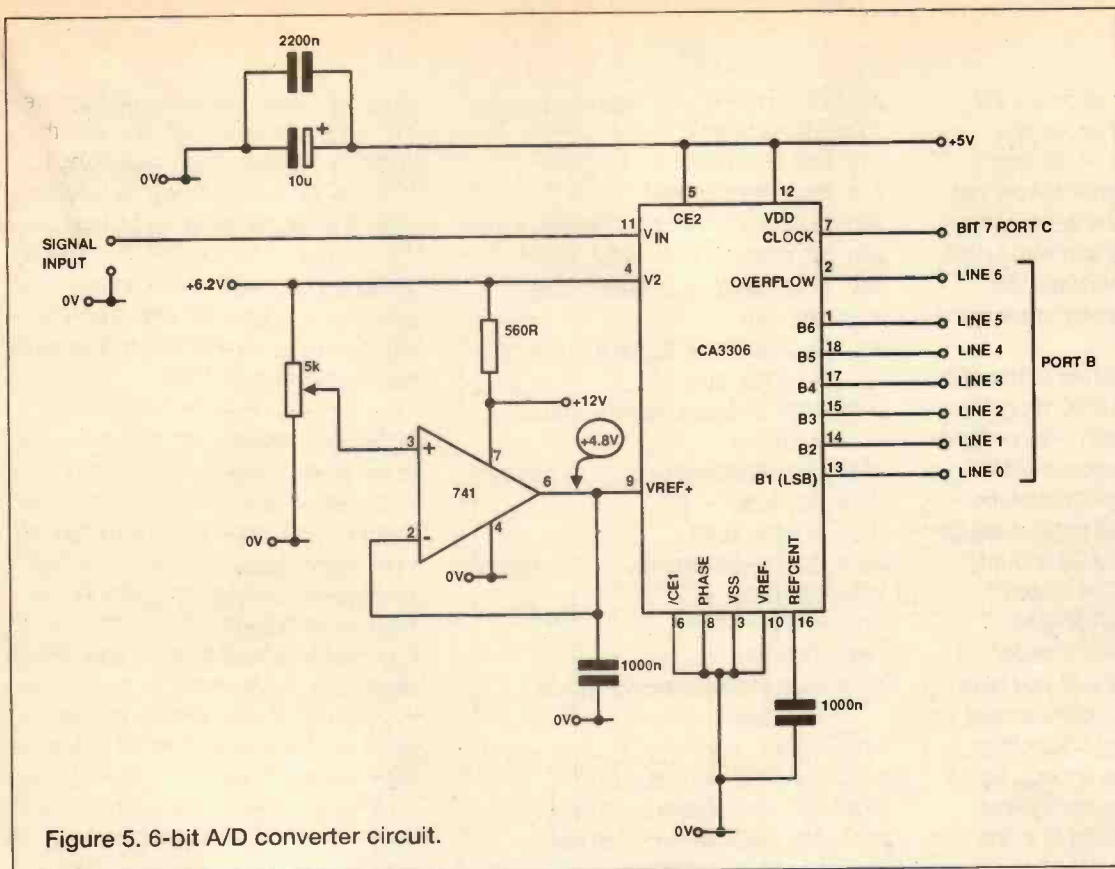 2200n
+
0V
10u
+5V
5
12
CE2
VDD
SIGNAL
INPUT
11
VIN
CLOCK
7
BIT 7 PORT C
0V
+6.2V
4
V2
OVERFLOW
2
LINE 6
B6
1
LINE 5
560R
CA3306
B5
18
LINE 4
PORT B
5k
B4
17
LINE 3
+12V
B3
15
LINE 2
3
+
7
+4.8V
B2
14
LINE 1
741
6
9
VREF+
B1 (LSB)
13
LINE 0
2
-
4
0V
0V
/CE1
PHASE
VSS
VREF-
REFCENT
6
8
3
10
16
1000n
1000n
0V
0V
Figure 5. 6-bit A/D converter circuit.